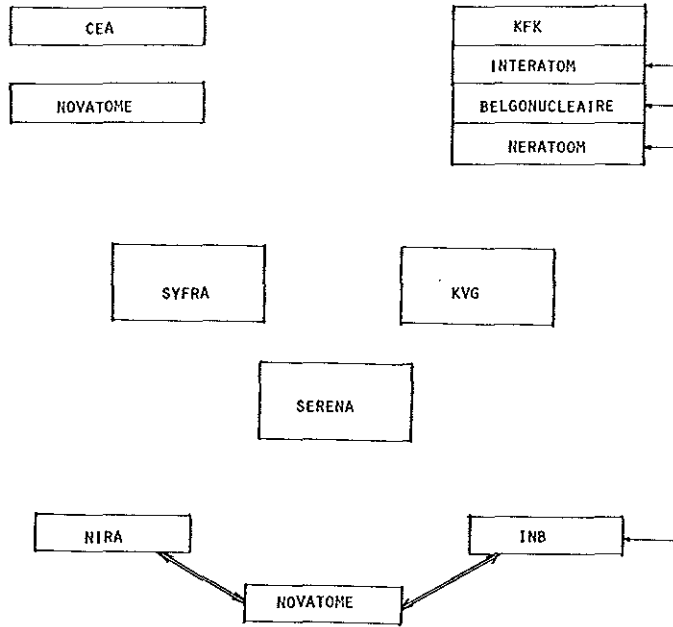 CEA
KFK
INTERATOM
NOVATOME
BELGONUCLEAIRE
NERATOOM
SYFRA
KVG
SERENA
NIRA
INB
NOVATOME